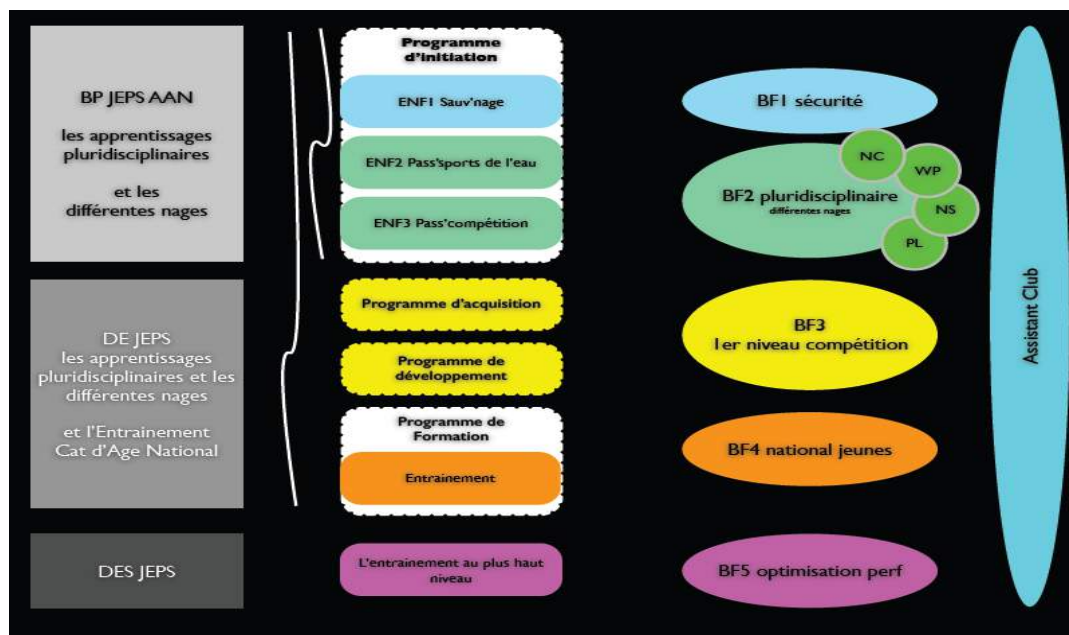 BP JEPS AAN
les apprentissages
pluridisciplinaires
et les
différentes nages
DE JEPS
les apprentissages
pluridisciplinaires et les
différentes nages
et l'Entrainement
Cat d'Age National
DES JEPS
Programme
d'initiation
ENF1 Sauv'nage
ENF2 Pass'sports de l'eau
ENF3 Pass'compétition
Programme d'acquisition
Programme de
développement
Programme de
Formation
Entrainement
L'entrainement au plus haut
niveau
BF1 sécurité
BF2 pluridisciplinaire
différentes nages
NC
WP
NS
PL
BF3
1er niveau compétition
BF4 national jeunes
BF5 optimisation perf
Assistant Club